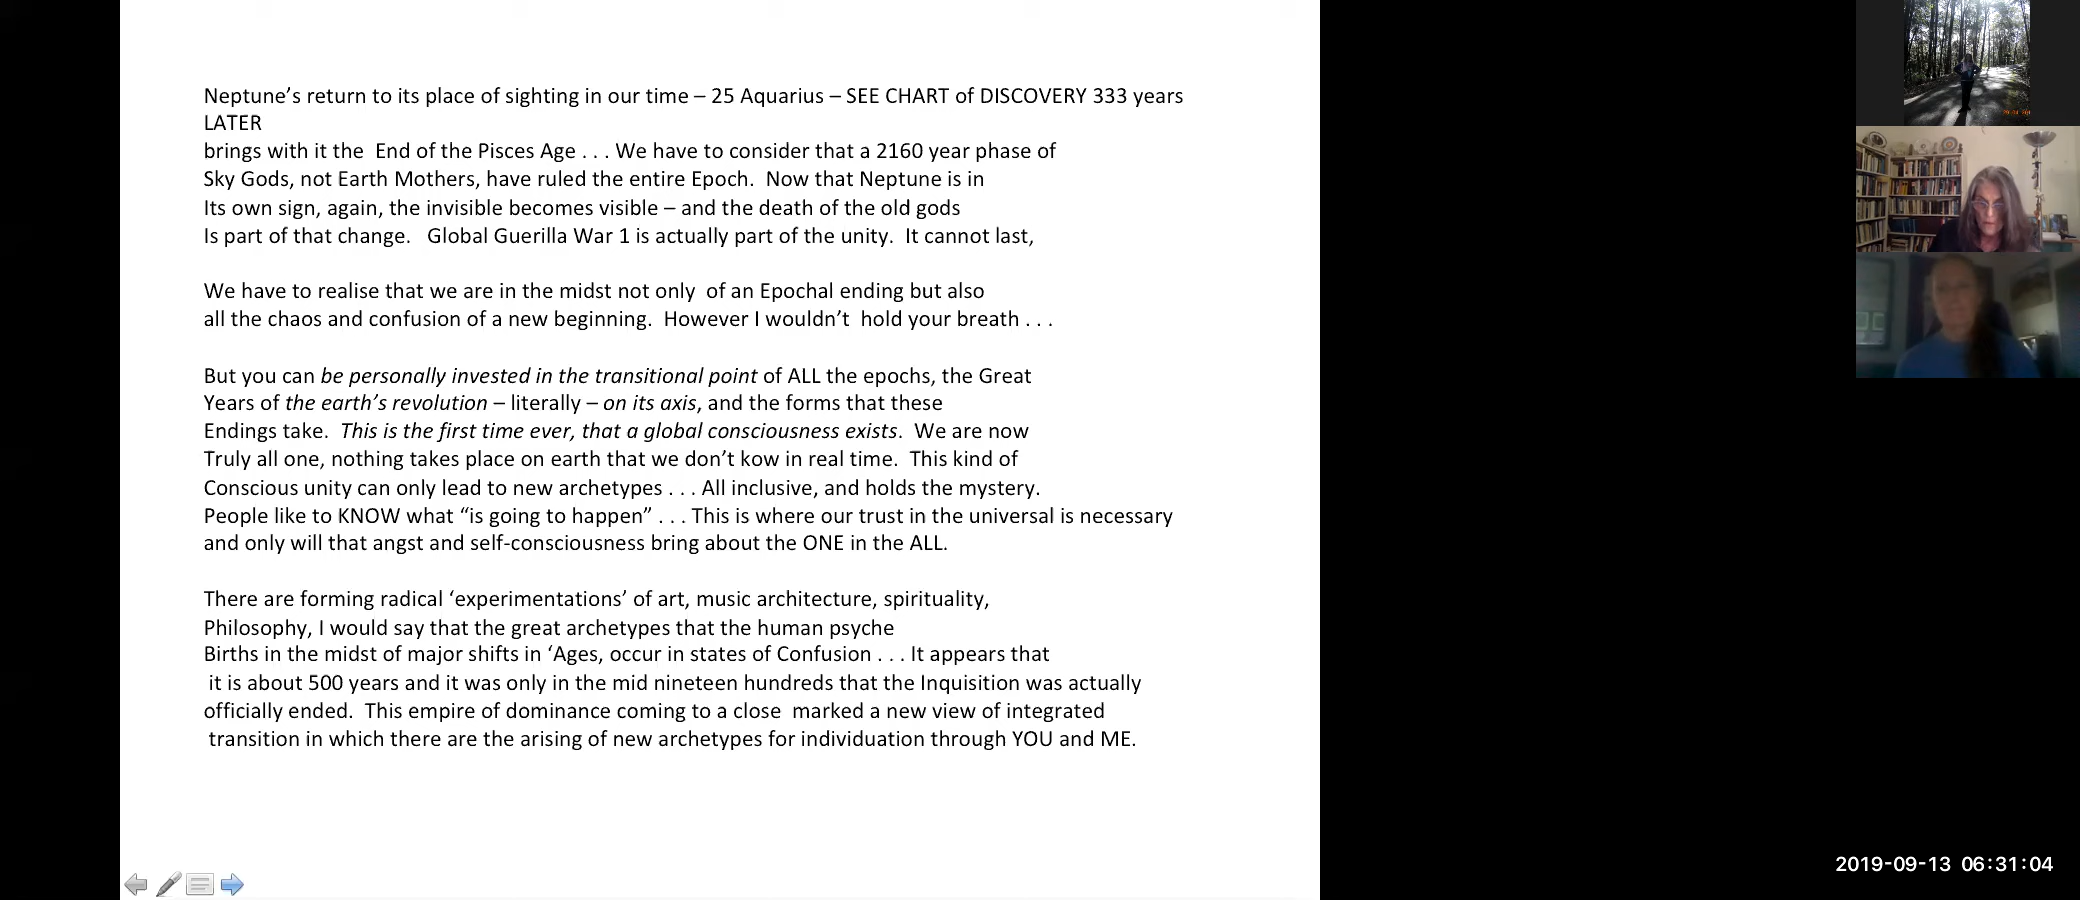 Neptune’s return to its place of sighting in our time – 25 Aquarius – SEE CHART of DISCOVERY 333 years
LATER
brings with it the  End of the Pisces Age . . . We have to consider that a 2160 year phase of
Sky Gods, not Earth Mothers, have ruled the entire Epoch.  Now that Neptune is in
Its own sign, again, the invisible becomes visible – and the death of the old gods
Is part of that change.   Global Guerilla War 1 is actually part of the unity.  It cannot last,
We have to realise that we are in the midst not only  of an Epochal ending but also
all the chaos and confusion of a new beginning.  However I wouldn’t  hold your breath . . .
But you can be personally invested in the transitional point of ALL the epochs, the Great
Years of the earth’s revolution – literally – on its axis, and the forms that these
Endings take.  This is the first time ever, that a global consciousness exists.  We are now
Truly all one, nothing takes place on earth that we don’t kow in real time.  This kind of
Conscious unity can only lead to new archetypes . . . All inclusive, and holds the mystery.
People like to KNOW what “is going to happen” . . . This is where our trust in the universal is necessary
and only will that angst and self-consciousness bring about the ONE in the ALL.
There are forming radical ‘experimentations’ of art, music architecture, spirituality,
Philosophy, I would say that the great archetypes that the human psyche
Births in the midst of major shifts in ‘Ages, occur in states of Confusion . . . It appears that
it is about 500 years and it was only in the mid nineteen hundreds that the Inquisition was actually
officially ended.  This empire of dominance coming to a close  marked a new view of integrated
transition in which there are the arising of new archetypes for individuation through YOU and ME.
2019-09-13  06:31:04